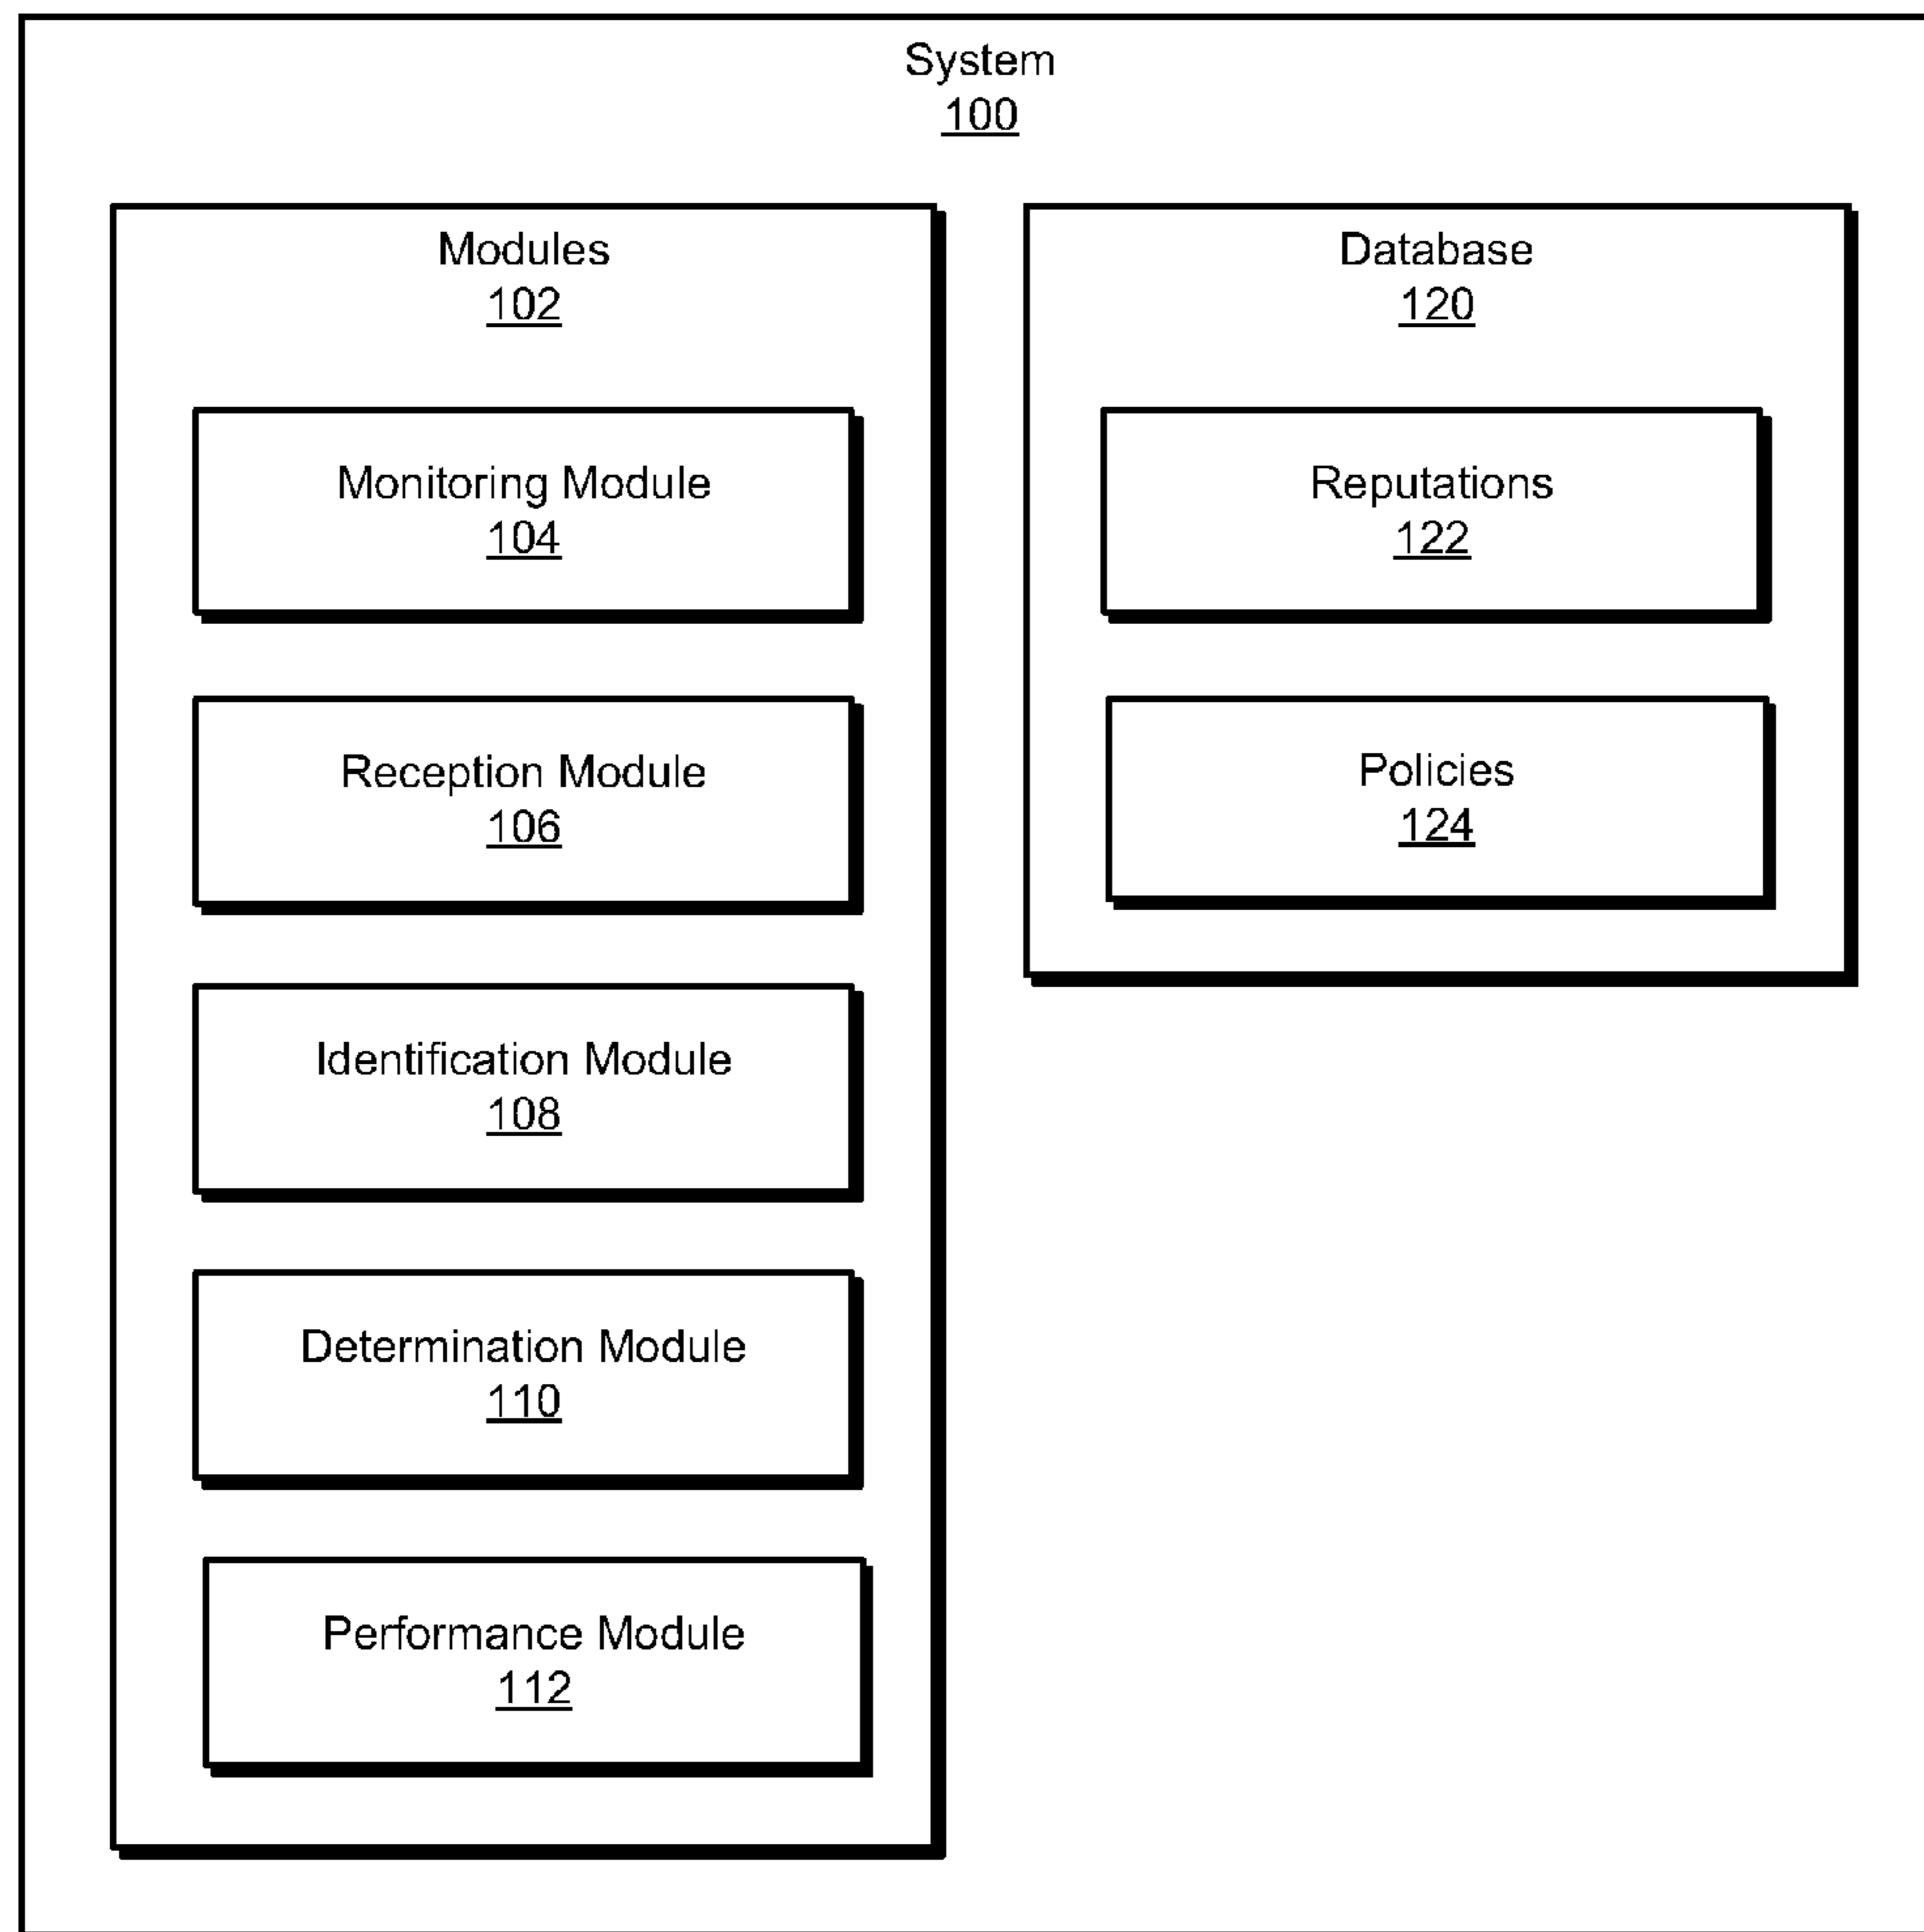 System
100
Modules
102
Monitoring Module
104
Reception Module
106
Identification Module
108
Determination Module
110
Performance Module
112
Database
120
Reputations
122
Policies
124